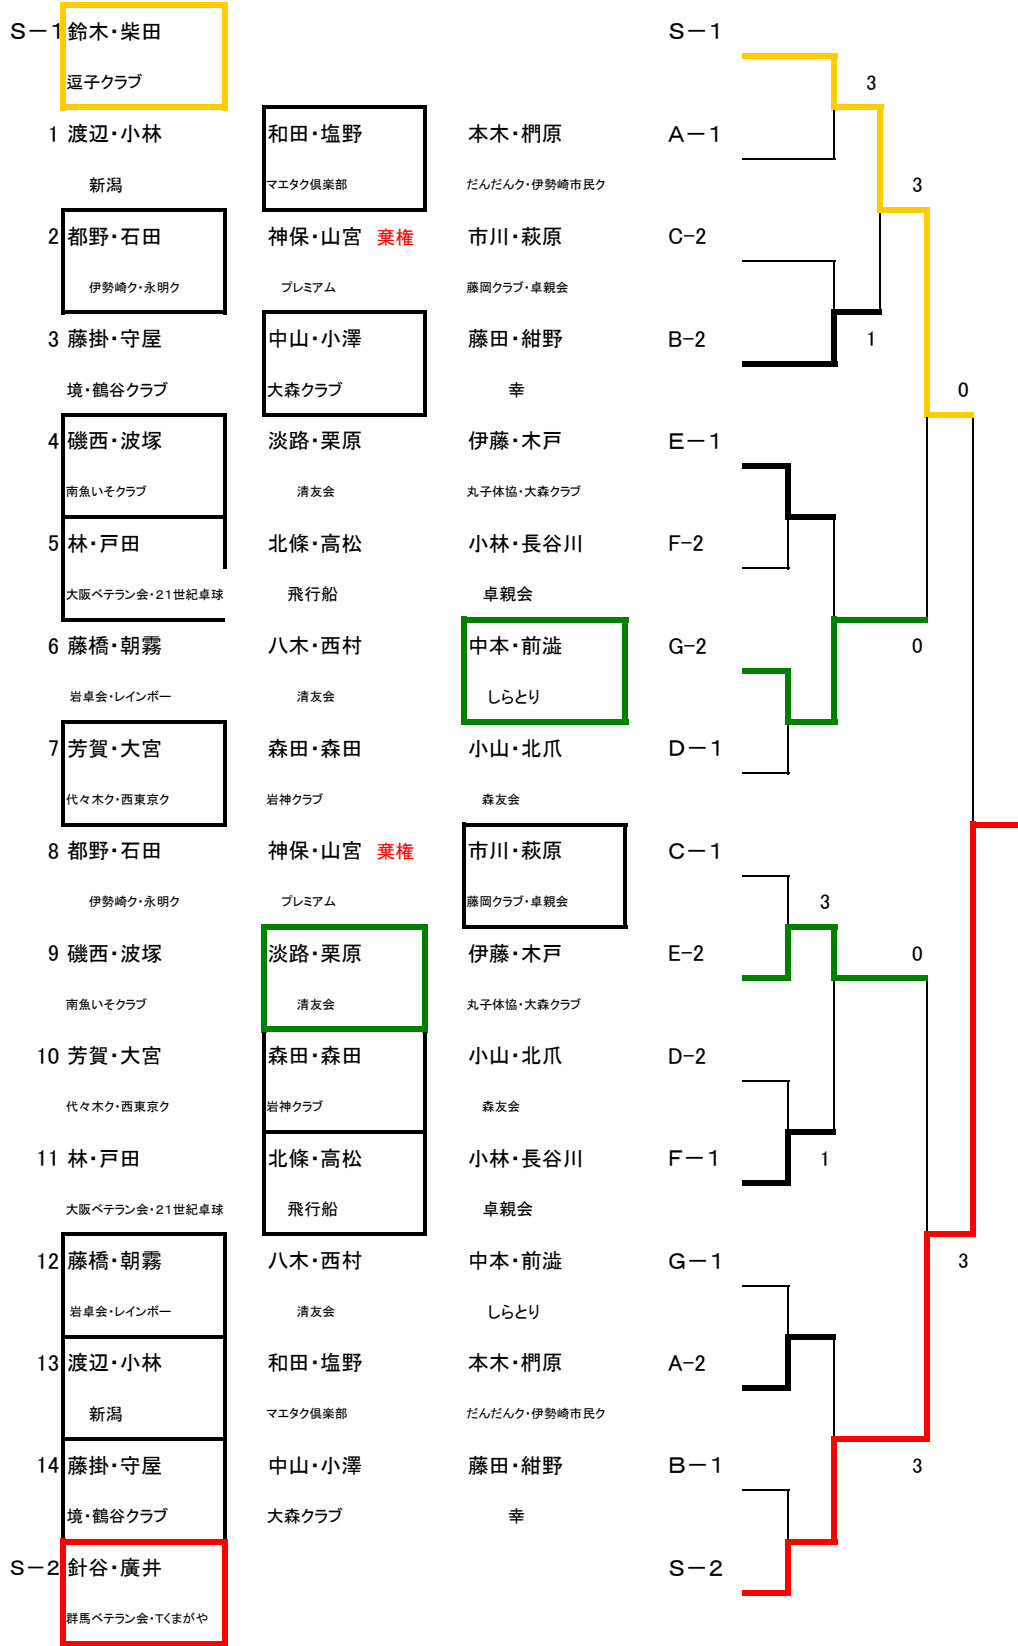 S－1 鈴木・柴田 S－1
逗子クラブ 3
1 渡辺・小林 和田・塩野 本木・椚原 A－1
新潟 マエタク倶楽部 だんだんク・伊勢崎市民ク 3
2 都野・石田 神保・山宮 棄権 市川・萩原 C-2
伊勢崎ク・永明ク プレミアム 藤岡クラブ・卓親会
3 藤掛・守屋 中山・小澤 藤田・紺野 B-2 1
境・鶴谷クラブ 大森クラブ 幸 0
4 磯西・波塚 淡路・栗原 伊藤・木戸 E－1
南魚いそクラブ 清友会 丸子体協・大森クラブ
5 林・戸田 北條・高松 小林・長谷川 F-2
大阪ベテラン会・21世紀卓球 飛行船 卓親会
6 藤橋・朝霧 八木・西村 中本・前澁 G-2 0
岩卓会・レインボー 清友会 しらとり
7 芳賀・大宮 森田・森田 小山・北爪 D－1
代々木ク・西東京ク 岩神クラブ 森友会
8 都野・石田 神保・山宮 棄権 市川・萩原 C－1
伊勢崎ク・永明ク プレミアム 藤岡クラブ・卓親会 3
9 磯西・波塚 淡路・栗原 伊藤・木戸 E-2 0
南魚いそクラブ 清友会 丸子体協・大森クラブ
10 芳賀・大宮 森田・森田 小山・北爪 D-2
代々木ク・西東京ク 岩神クラブ 森友会
11 林・戸田 北條・高松 小林・長谷川 F－1 1
大阪ベテラン会・21世紀卓球 飛行船 卓親会
12 藤橋・朝霧 八木・西村 中本・前澁 G－1 3
岩卓会・レインボー 清友会 しらとり
13 渡辺・小林 和田・塩野 本木・椚原 A-2
新潟 マエタク倶楽部 だんだんク・伊勢崎市民ク
14 藤掛・守屋 中山・小澤 藤田・紺野 B－1 3
境・鶴谷クラブ 大森クラブ 幸
S－2 針谷・廣井 S－2
群馬ベテラン会・Tくまがや